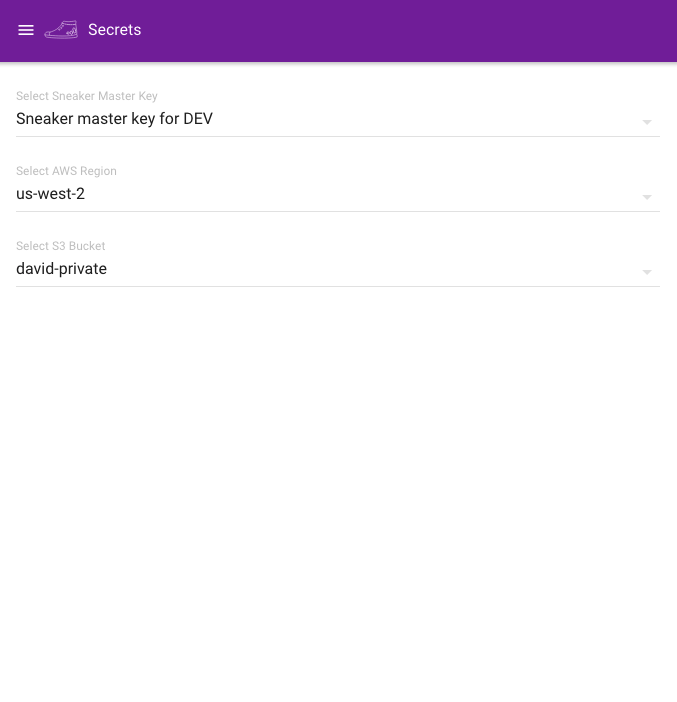 Secrets
Select Sneaker Master Key
Sneaker master key for DEV
Select AWS Region
us-west-2
Select S3 Bucket
david-private